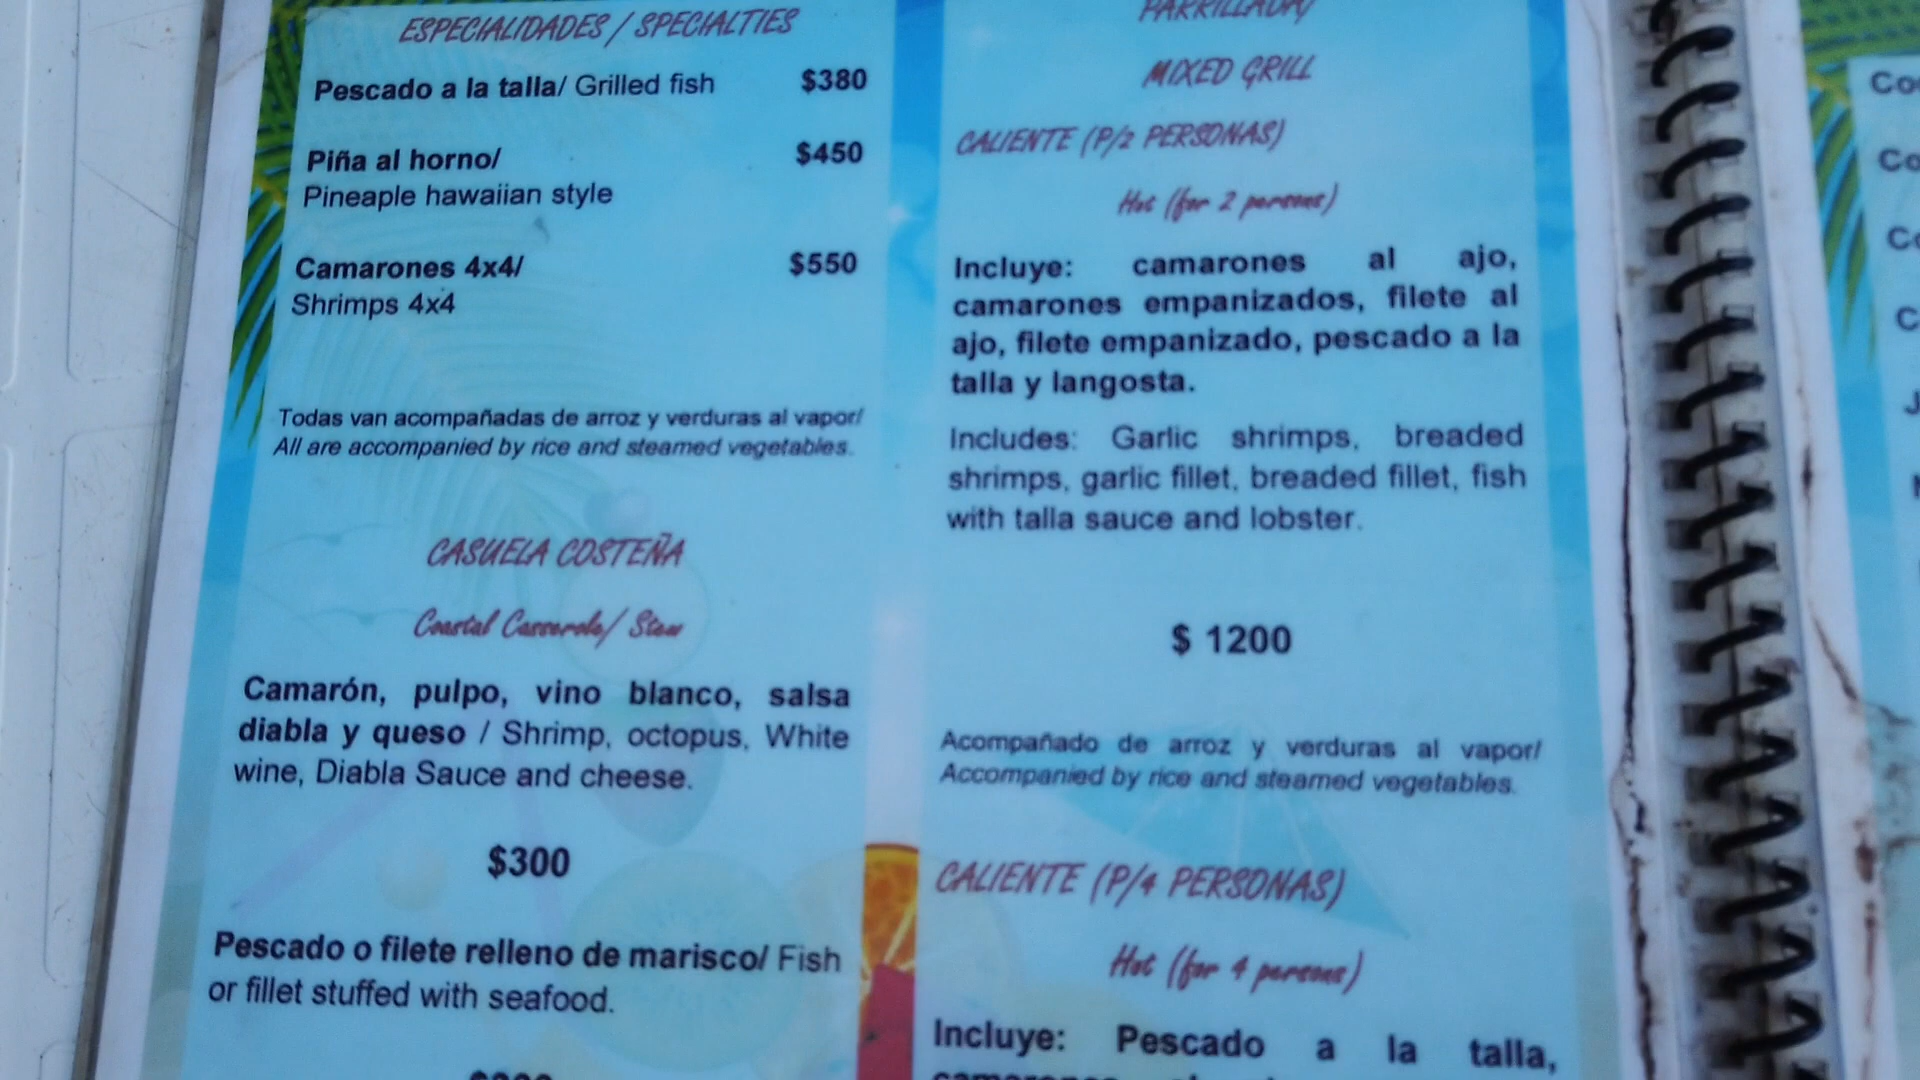 ESPECIALIDADES / SPECIALTIES
Pescado a la talla/ Grilled fish $380
Piña al horno/ $450
Pineaple hawaiian style
Camarones 4x4/ $550
Shrimps 4x4
Todas van acompañadas de arroz y verduras al vapor/
All are accompanied by rice and steamed vegetables.
CASUELA COSTEÑA
Coastal Casserole/ Stew
Camarón, pulpo, vino blanco, salsa
diabla y queso / Shrimp, octopus, White
wine, Diabla Sauce and cheese.
$300
Pescado o filete relleno de marisco/ Fish
or fillet stuffed with seafood.
PARRILLADA/
MIXED GRILL
CALIENTE (P/2 PERSONAS)
Hot (for 2 persons)
Incluye: camarones al ajo,
camarones empanizados, filete al
ajo, filete empanizado, pescado a la
talla y langosta.
Includes: Garlic shrimps, breaded
shrimps, garlic fillet, breaded fillet, fish
with talla sauce and lobster.
$ 1200
Acompañado de arroz y verduras al vapor/
Accompanied by rice and steamed vegetables.
CALIENTE (P/4 PERSONAS)
Hot (for 4 persons)
Incluye: Pescado a la talla,